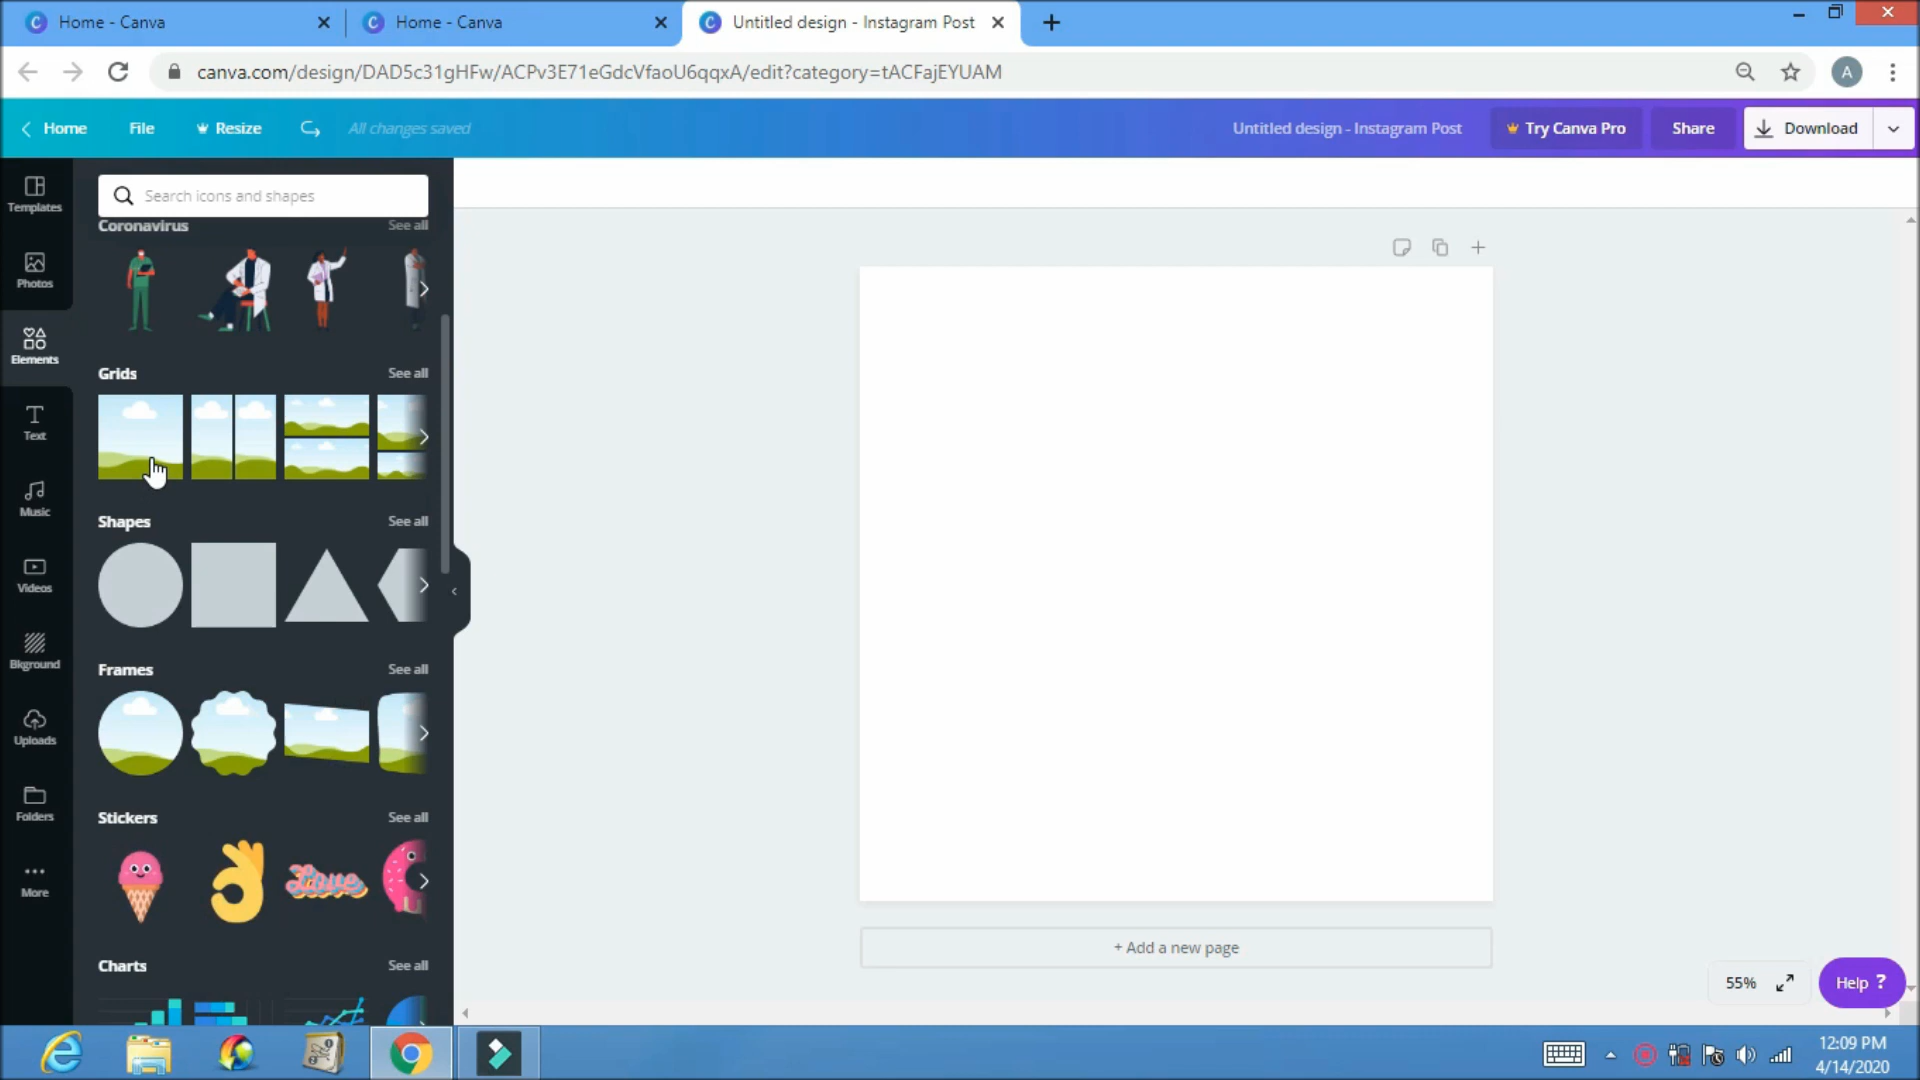 Home - Canva
Home - Canva
Untitled design - Instagram Post
canva.com/design/DAD5c31gHFw/ACPv3E71eGdcVfaoU6qqxA/edit?category=tACFajEYUAM
A
Home
File
Resize
All changes saved
Untitled design - Instagram Post
Try Canva Pro
Share
Download
Templates
Photos
Elements
Text
Music
Videos
Bkground
Uploads
Folders
More
Search icons and shapes
Coronavirus
See all
Grids
See all
Shapes
See all
Frames
See all
Stickers
See all
Love
Charts
See all
+ Add a new page
55%
Help ?
12:09 PM
4/14/2020